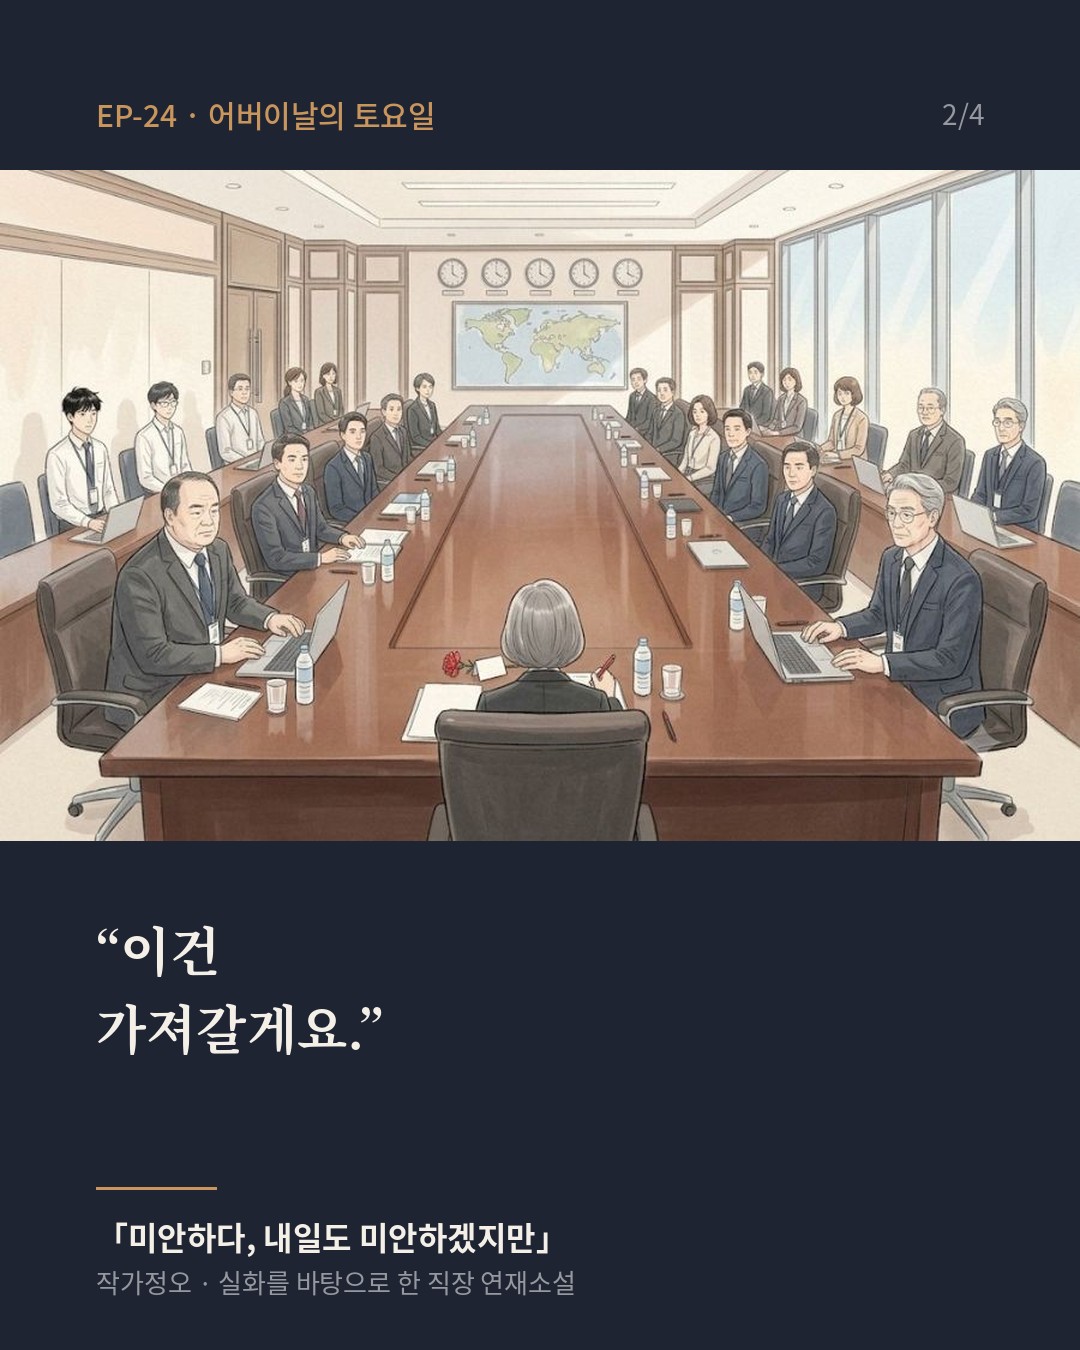 EP-24 · 어버이날의 토요일
2/4
“이건
가져갈게요.”
「미안하다, 내일도 미안하겠지만」
작가정오 · 실화를 바탕으로 한 직장 연재소설